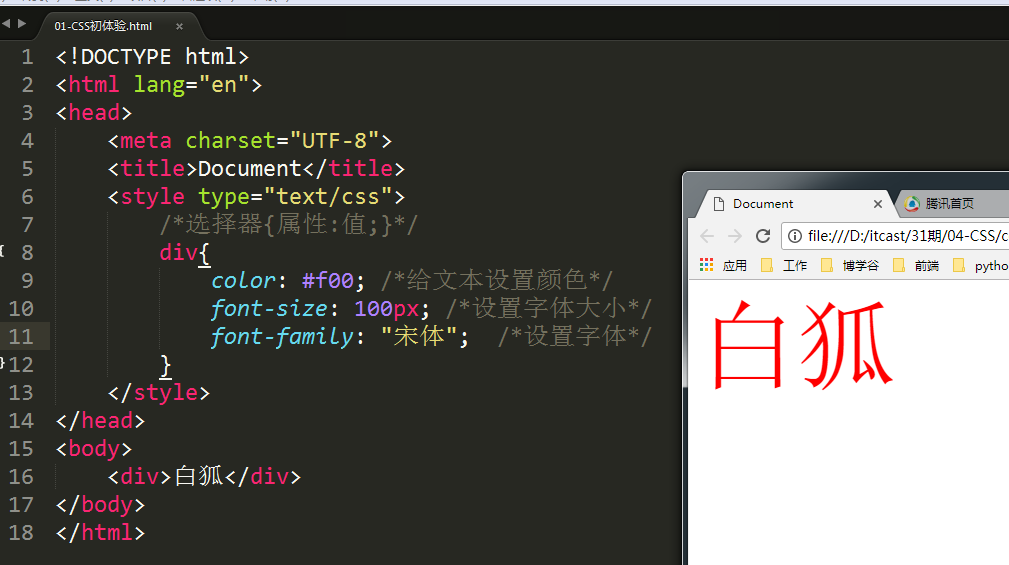 01-CSS初体验.html ×
1 <!DOCTYPE html>
2 <html lang="en">
3 <head>
4 <meta charset="UTF-8">
5 <title>Document</title>
6 <style type="text/css">
7 /*选择器{属性:值;}*/
8 div{
9 color: #f00; /*给文本设置颜色*/
10 font-size: 100px; /*设置字体大小*/
11 font-family: "宋体"; /*设置字体*/
12 }
13 </style>
14 </head>
15 <body>
16 <div>白狐</div>
17 </body>
18 </html>
Document × 腾讯首页
file:///D:/itcast/31期/04-CSS/c
应用 工作 博学谷 前端 pytho
白狐